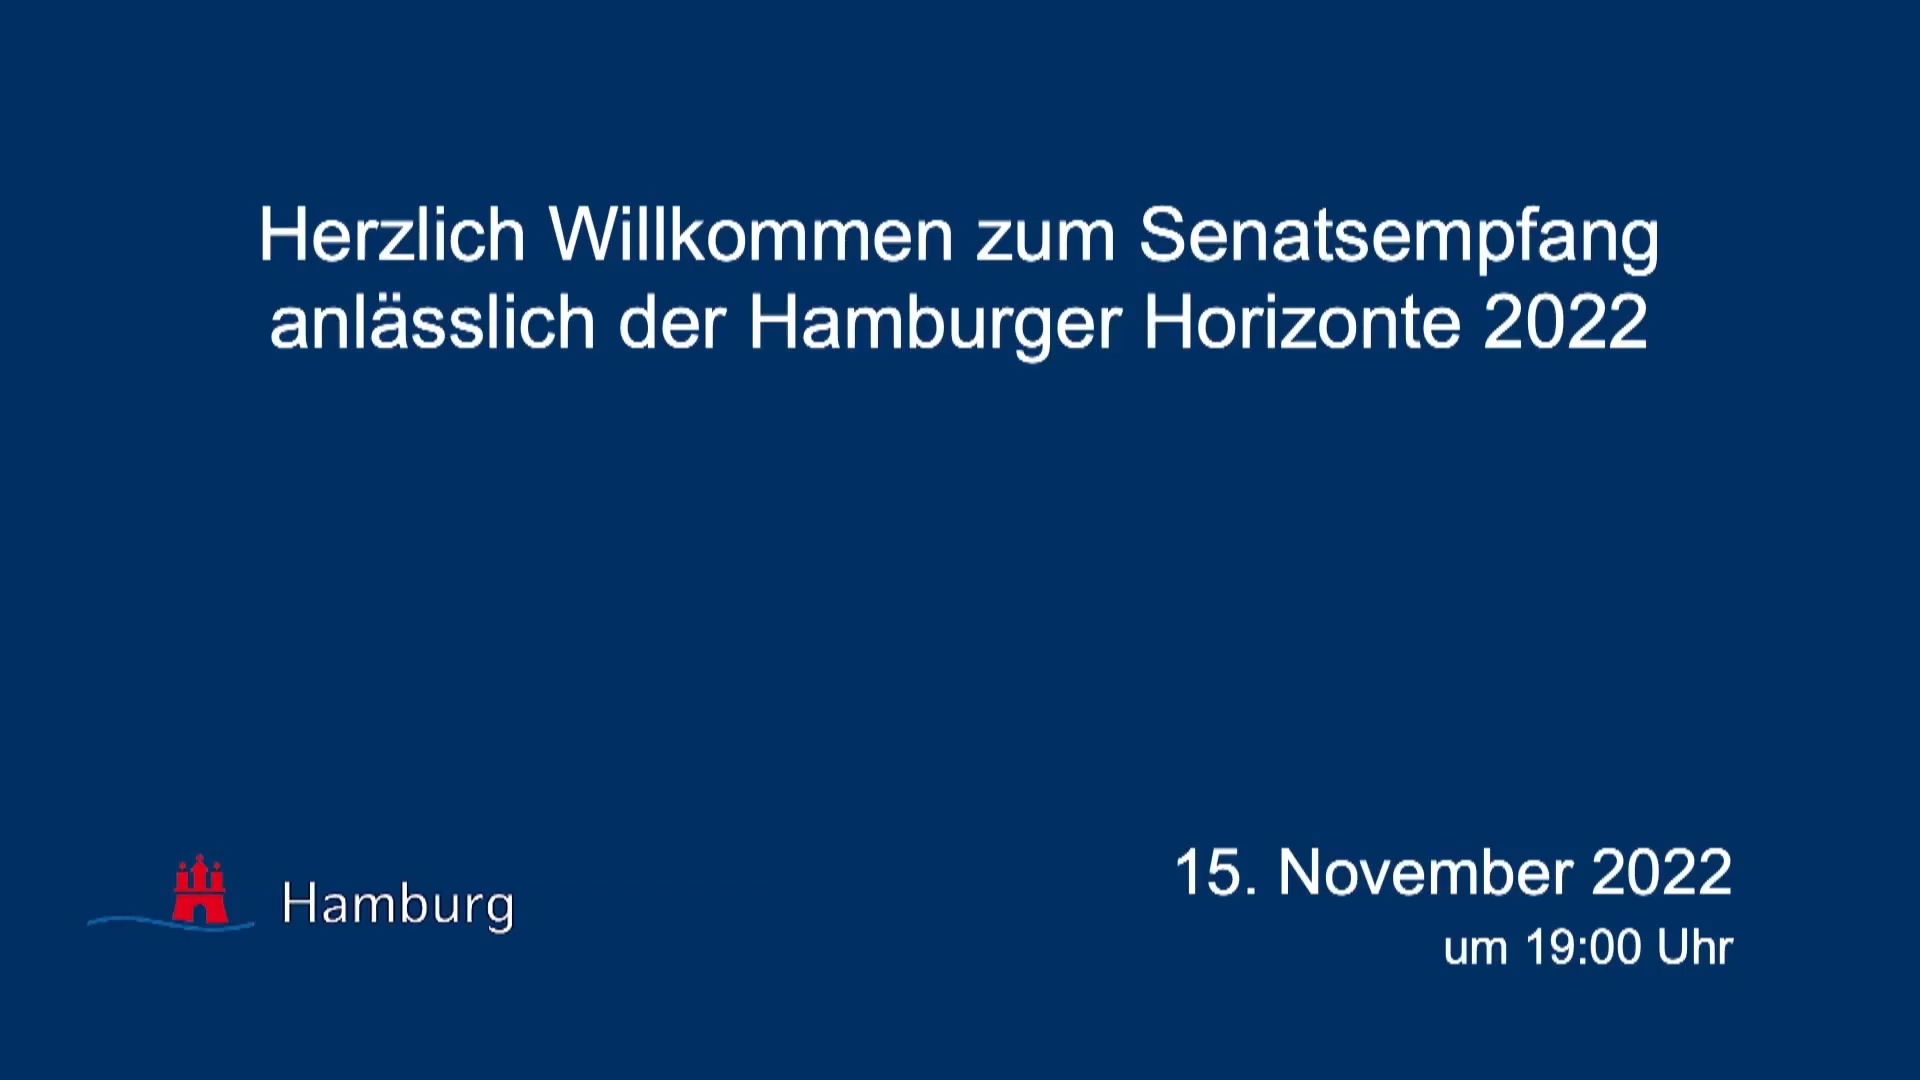 Herzlich Willkommen zum Senatsempfang
anlässlich der Hamburger Horizonte 2022
Hamburg
15. November 2022
um 19:00 Uhr